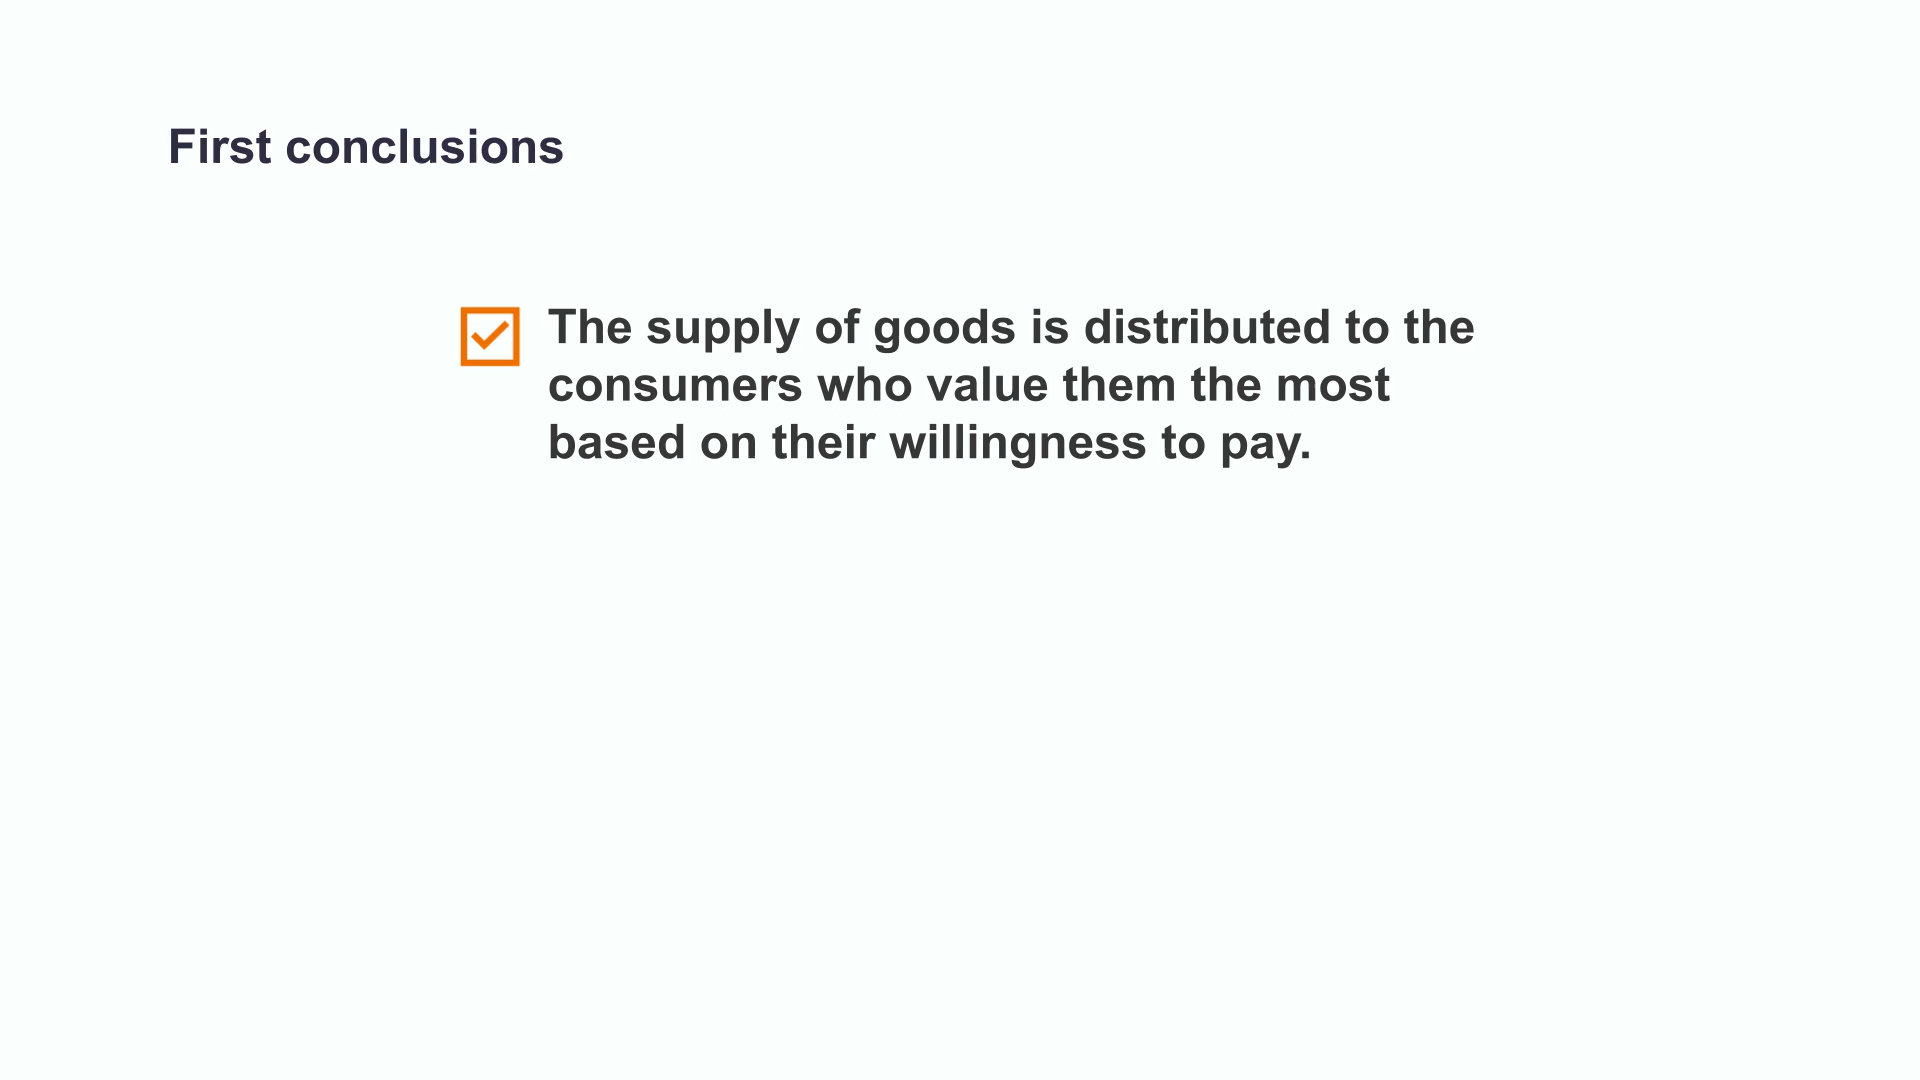 First conclusions
The supply of goods is distributed to the
consumers who value them the most
based on their willingness to pay.